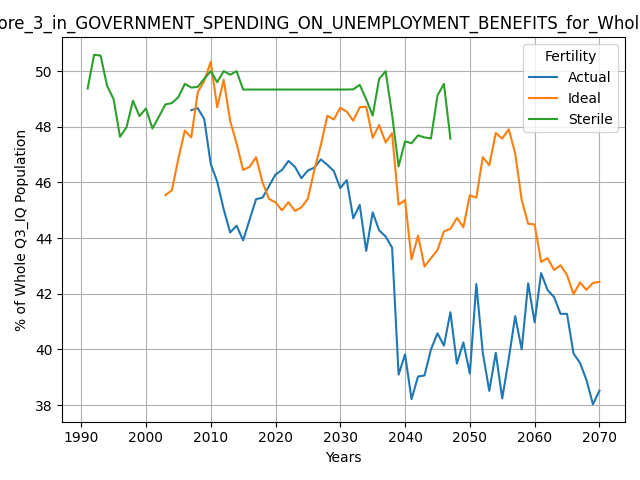 ore_3_in_GOVERNMENT_SPENDING_ON_UNEMPLOYMENT_BENEFITS_for_Whol
Fertility
Actual
Ideal
Sterile
% of Whole Q3_IQ Population
50
48
46
44
42
40
38
1990 2000 2010 2020 2030 2040 2050 2060 2070
Years